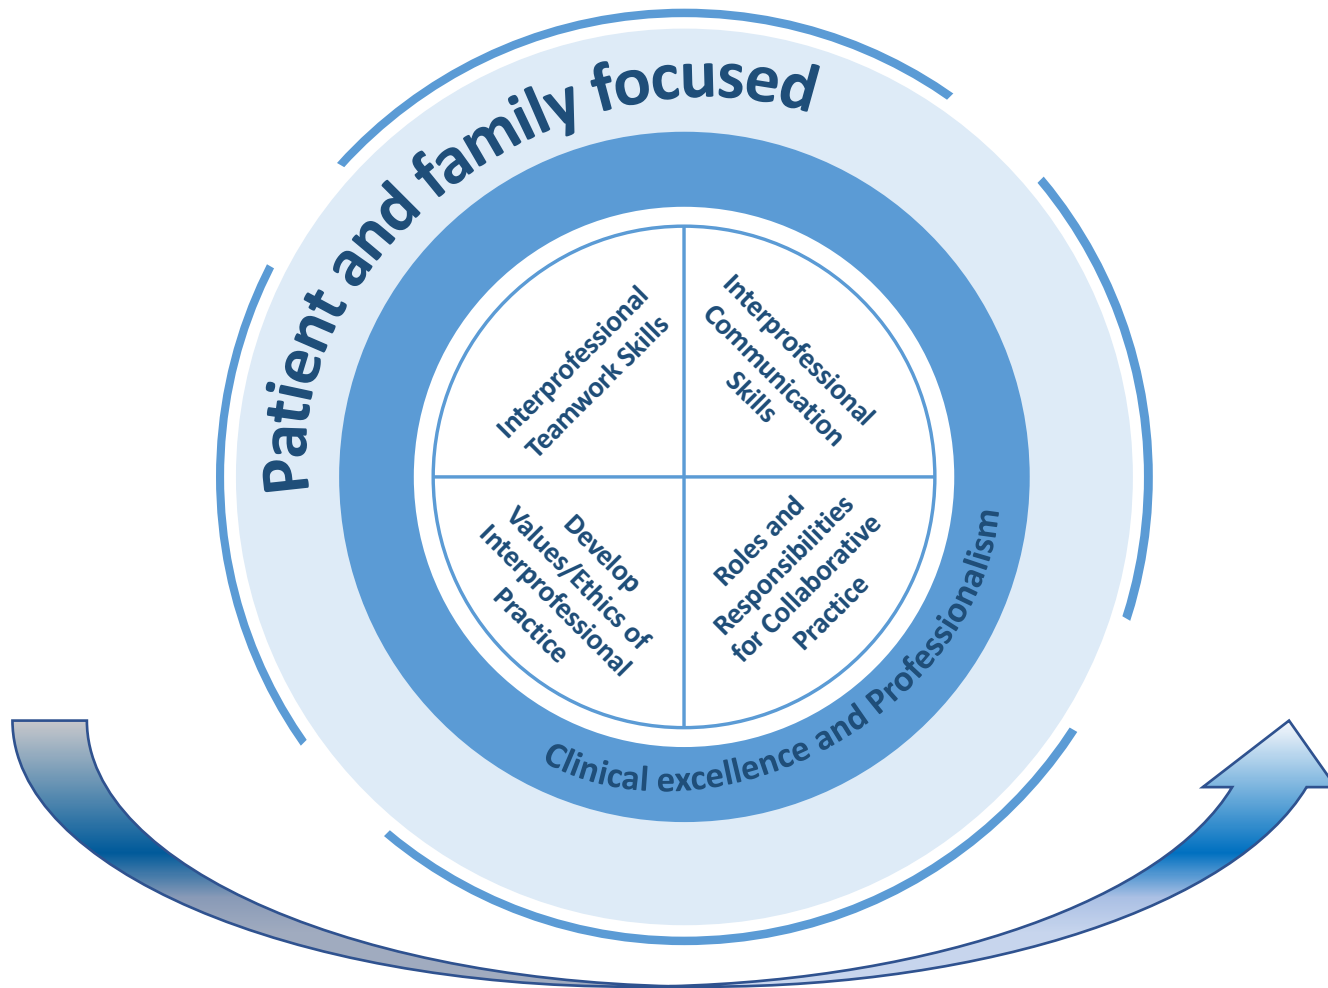 Patient and family focused
Interprofessional
Teamwork Skills
Interprofessional
Communication
Skills
Develop
Values/Ethics of
Interprofessional
Practice
Roles and
Responsibilities
for Collaborative
Practice
Clinical excellence and Professionalism